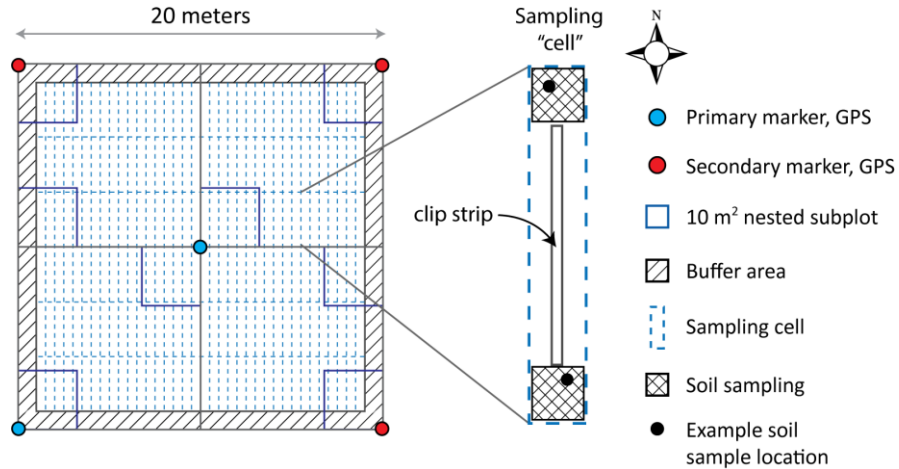 20 meters
Sampling
“cell”
N
clip strip
Primary marker, GPS
Secondary marker, GPS
10 m² nested subplot
Buffer area
Sampling cell
Soil sampling
Example soil
sample location